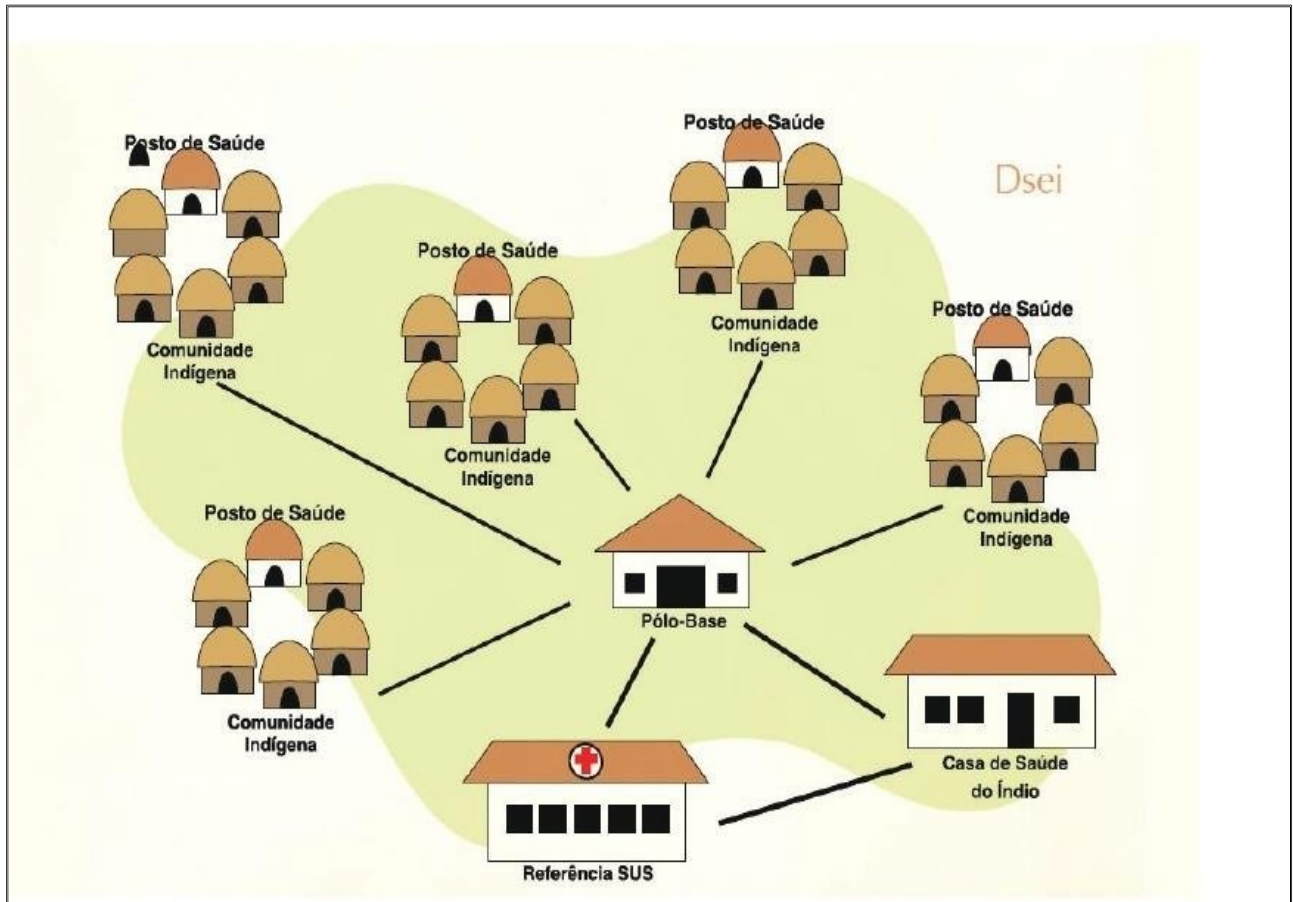 Posto de Saúde
Posto de Saúde
Dsei
Posto de Saúde
Posto de Saúde
Comunidade
Indígena
Comunidade
Indígena
Comunidade
Indígena
Posto de Saúde
Comunidade
Indígena
Pólo-Base
Comunidade
Indígena
Casa de Saúde
do Índio
Referência SUS